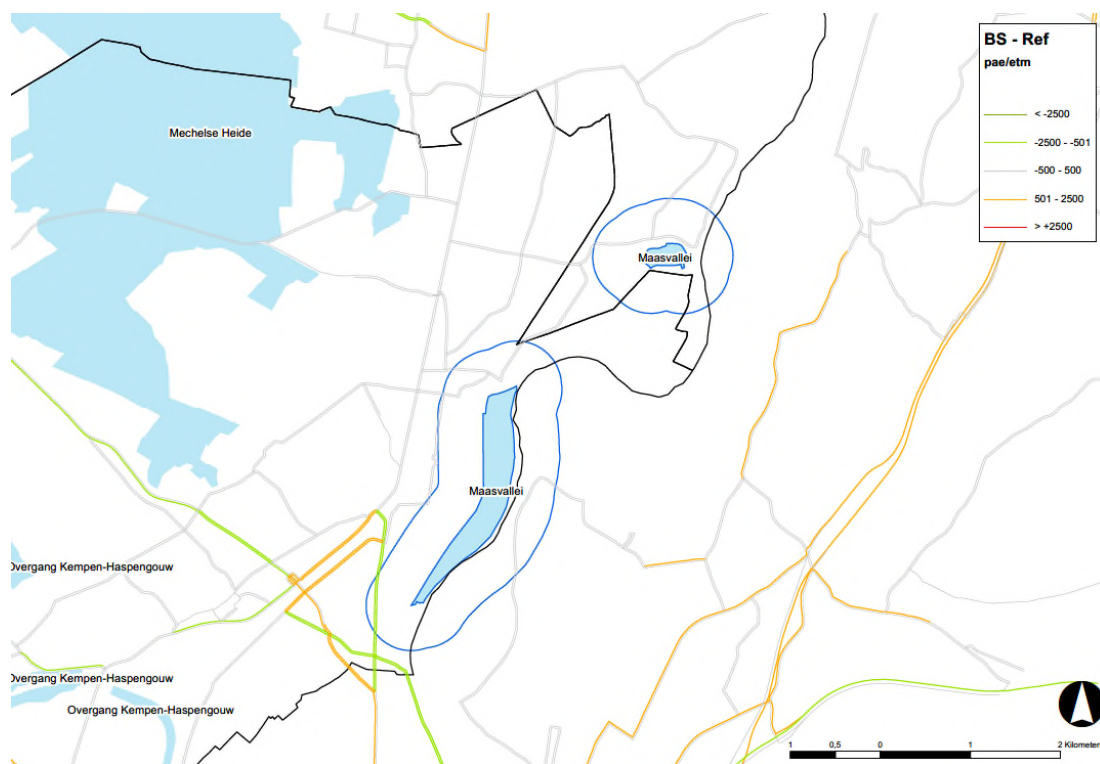 BS - Ref
pae/etm
< -2500
-2500 - -501
-500 - 500
501 - 2500
> +2500
Mechelse Heide
Maasvallei
Maasvallei
Overgang Kempen-Haspengouw
Overgang Kempen-Haspengouw
Overgang Kempen-Haspengouw
1 0,5 0 1 2 Kilometer